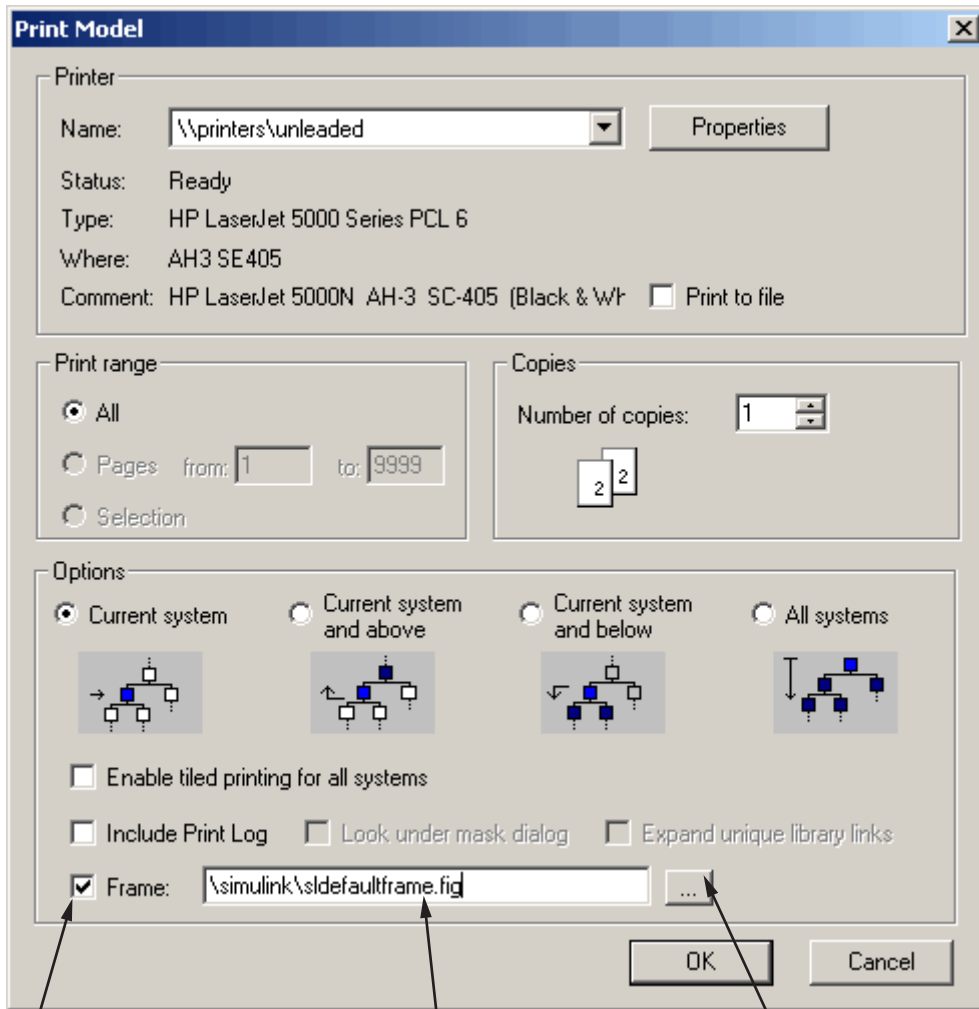 Print Model
Printer
Name: \\printers\unleaded Properties
Status: Ready
Type: HP LaserJet 5000 Series PCL 6
Where: AH3 SE405
Comment: HP LaserJet 5000N AH-3 SC-405 (Black & Wh Print to file
Print range Copies
All Number of copies: 1
Pages from: 1 to: 9999
2 2
Selection
Options
Current system
Current system and above
Current system and below
All systems
Enable tiled printing for all systems
Include Print Log Look under mask dialog Expand unique library links
Frame: \simulink\sldefaultframe.fig ...
OK Cancel